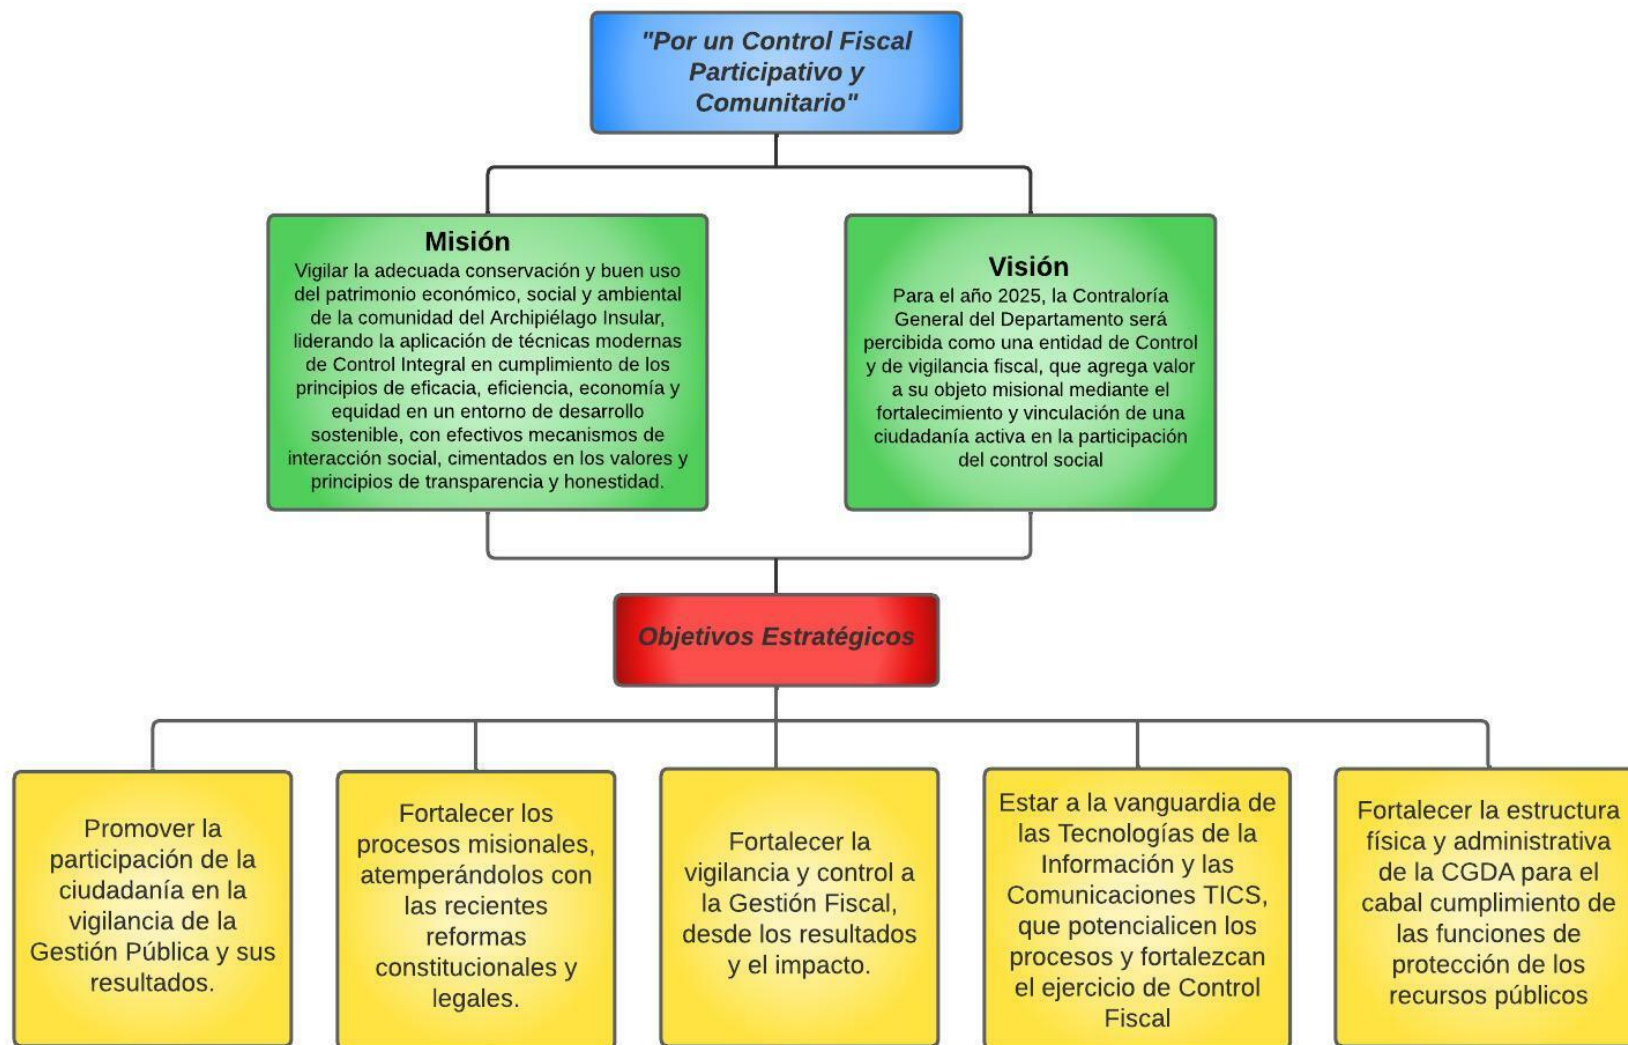 "Por un Control Fiscal
Participativo y
Comunitario"
Misión
Vigilar la adecuada conservación y buen uso
del patrimonio económico, social y ambiental
de la comunidad del Archipiélago Insular,
liderando la aplicación de técnicas modernas
de Control Integral en cumplimiento de los
principios de eficacia, eficiencia, economía y
equidad en un entorno de desarrollo
sostenible, con efectivos mecanismos de
interacción social, cimentados en los valores y
principios de transparencia y honestidad.
Visión
Para el año 2025, la Contraloría
General del Departamento será
percibida como una entidad de Control
y de vigilancia fiscal, que agrega valor
a su objeto misional mediante el
fortalecimiento y vinculación de una
ciudadanía activa en la participación
del control social
Objetivos Estratégicos
Promover la
participación de la
ciudadanía en la
vigilancia de la
Gestión Pública y sus
resultados.
Fortalecer los
procesos misionales,
atemperándolos con
las recientes
reformas
constitucionales y
legales.
Fortalecer la
vigilancia y control a
la Gestión Fiscal,
desde los resultados
y el impacto.
Estar a la vanguardia de
las Tecnologías de la
Información y las
Comunicaciones TICS,
que potencialicen los
procesos y fortalezcan
el ejercicio de Control
Fiscal
Fortalecer la estructura
física y administrativa
de la CGDA para el
cabal cumplimiento de
las funciones de
protección de los
recursos públicos